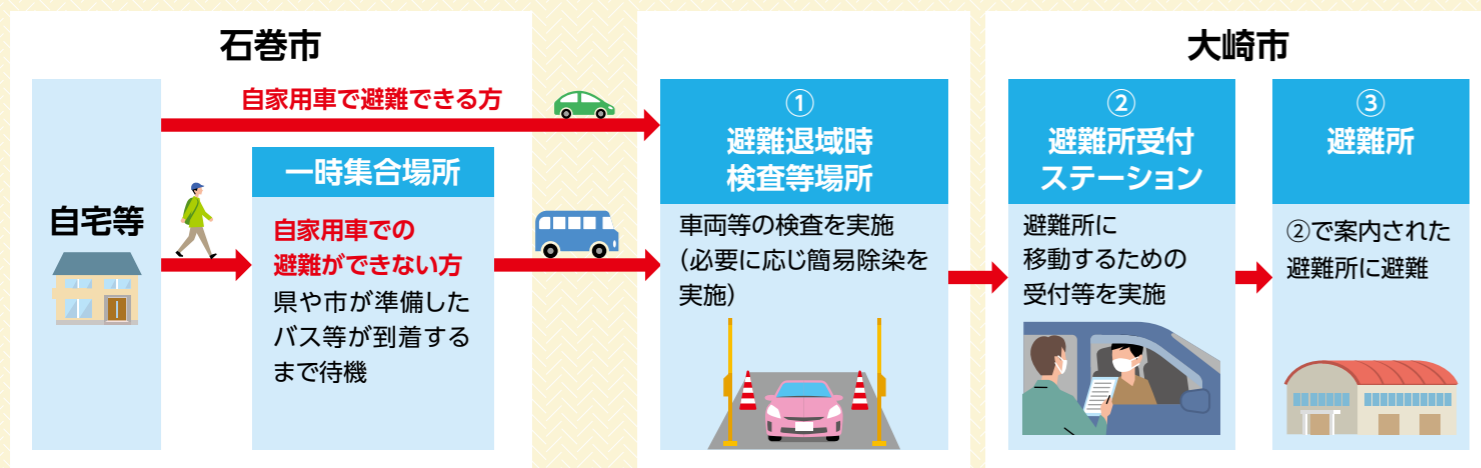 石巻市
自宅等
自家用車で避難できる方
一時集合場所
自家用車での
避難ができない方
県や市が準備した
バス等が到着する
まで待機
①
避難退域時
検査等場所
車両等の検査を実施
（必要に応じ簡易除染を
実施）
大崎市
②
避難所受付
ステーション
避難所に
移動するための
受付等を実施
③
避難所
②で案内された
避難所に避難